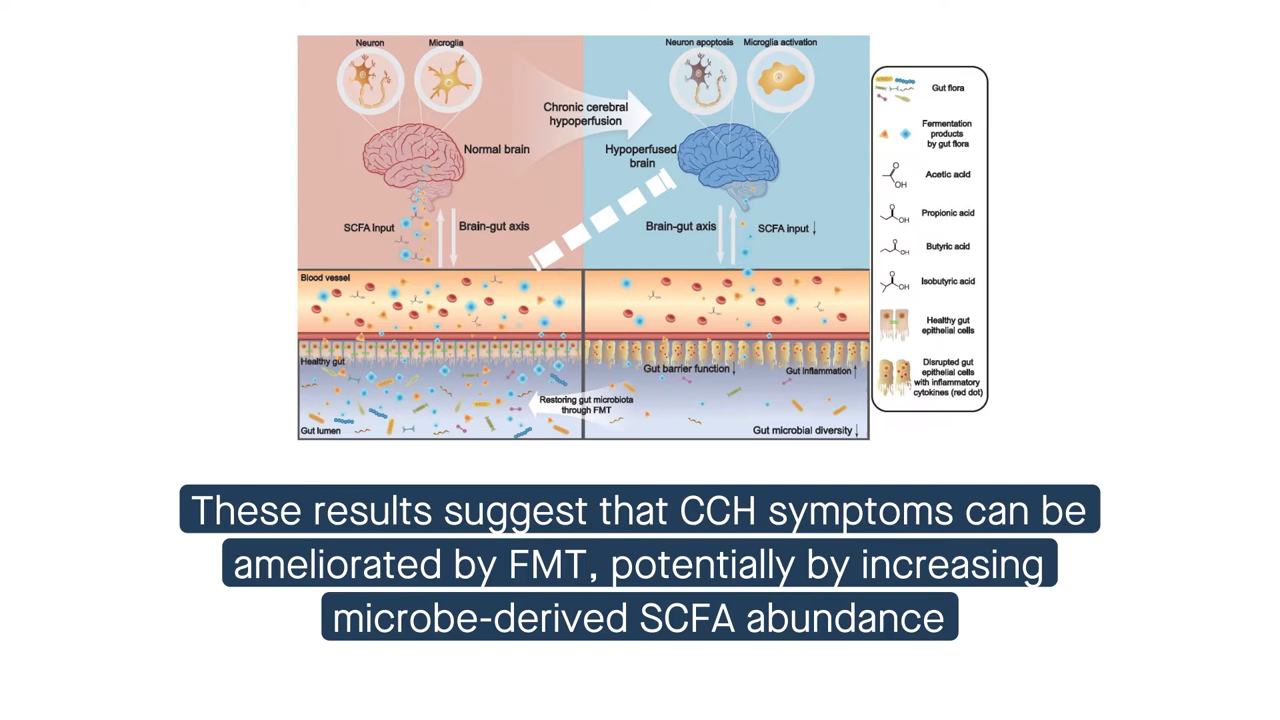 Neuron
Microglia
Neuron apoptosis
Microglia activation
Chronic cerebral
hypoperfusion
Normal brain
Hypoperfused
brain
SCFA Input
Brain-gut axis
Brain-gut axis
SCFA input ↓
Blood vessel
Healthy gut
Gut barrier function ↓
Gut Inflammation ↑
Restoring gut microbiota
through FMT
Gut lumen
Gut microbial diversity ↓
Gut flora
Fermentation
products
by gut flora
OH
O
Acetic acid
OH
O
Propionic acid
OH
O
Butyric acid
OH
O
Isobutyric acid
Healthy gut
epithelial cells
Disrupted gut
epithelial cells
with inflammatory
cytokines (red dot)
These results suggest that CCH symptoms can be
ameliorated by FMT, potentially by increasing
microbe-derived SCFA abundance